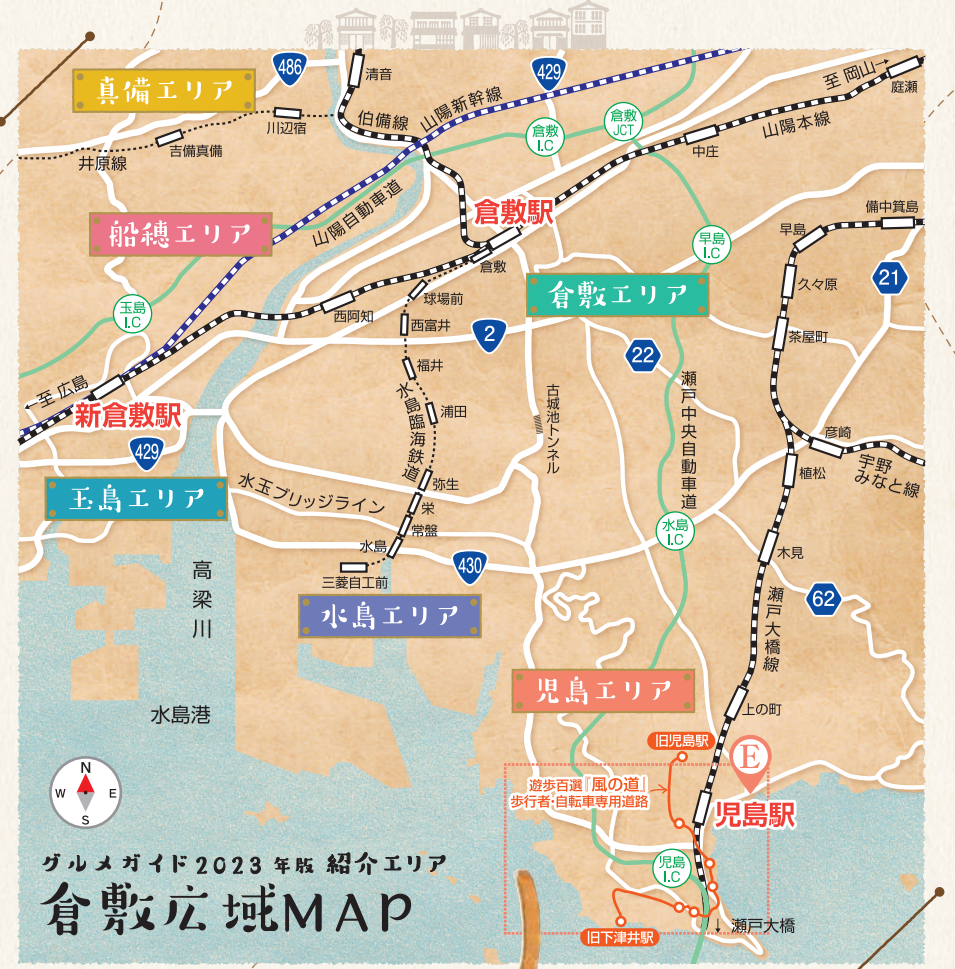 486
429
清音
至 岡山→
庭瀬
真備エリア
川辺宿
吉備真備
井原線
伯備線
山陽新幹線
倉敷
I.C
倉敷
JCT
中庄
山陽本線
船穂エリア
山陽自動車道
倉敷駅
倉敷
早島
I.C
早島
備中箕島
久々原
21
倉敷エリア
球場前
西阿知
西富井
2
22
茶屋町
玉島
I.C
←至 広島
新倉敷駅
429
福井
浦田
水島臨海鉄道
古城池トンネル
瀬戸中央自動車道
彦崎
植松
宇野
みなと線
玉島エリア
水玉ブリッジライン
弥生
栄
常盤
水島
三菱自工前
430
水島
I.C
木見
62
高梁川
水島エリア
瀬戸大橋線
児島エリア
上の町
水島港
旧児島駅
E
遊歩百選「風の道」
歩行者・自転車専用道路
児島駅
N
W
E
S
児島
I.C
旧下津井駅
↓瀬戸大橋
グルメガイド2023年版 紹介エリア
倉敷広域MAP